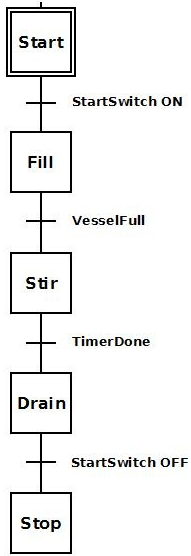 Start
StartSwitch ON
Fill
VesselFull
Stir
TimerDone
Drain
StartSwitch OFF
Stop